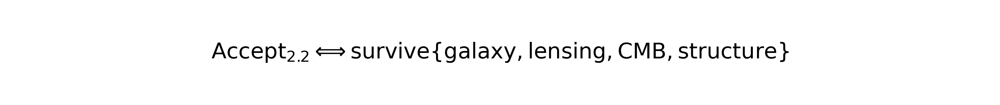 Accept₂.₂ ⟺ survive{galaxy, lensing, CMB, structure}